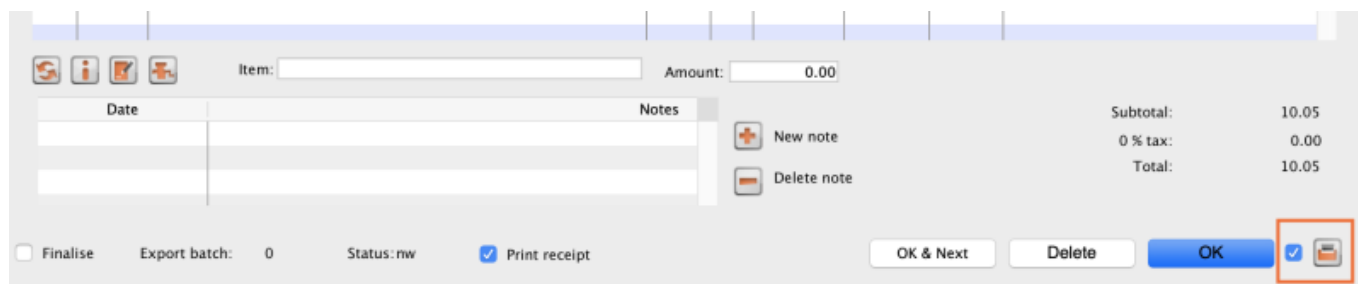 Item: Amount: 0.00
Date Notes
New note
Delete note
Subtotal: 10.05
0 % tax: 0.00
Total: 10.05
Finalise Export batch: 0 Status: nw Print receipt OK & Next Delete OK